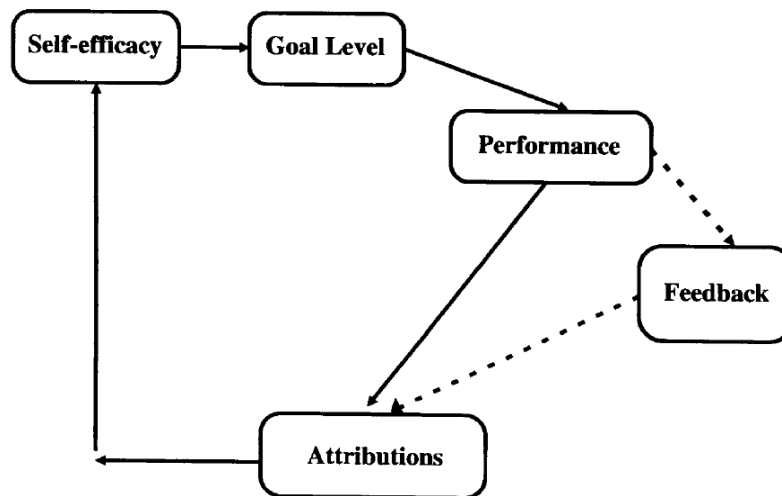 Self-efficacy
Goal Level
Performance
Feedback
Attributions